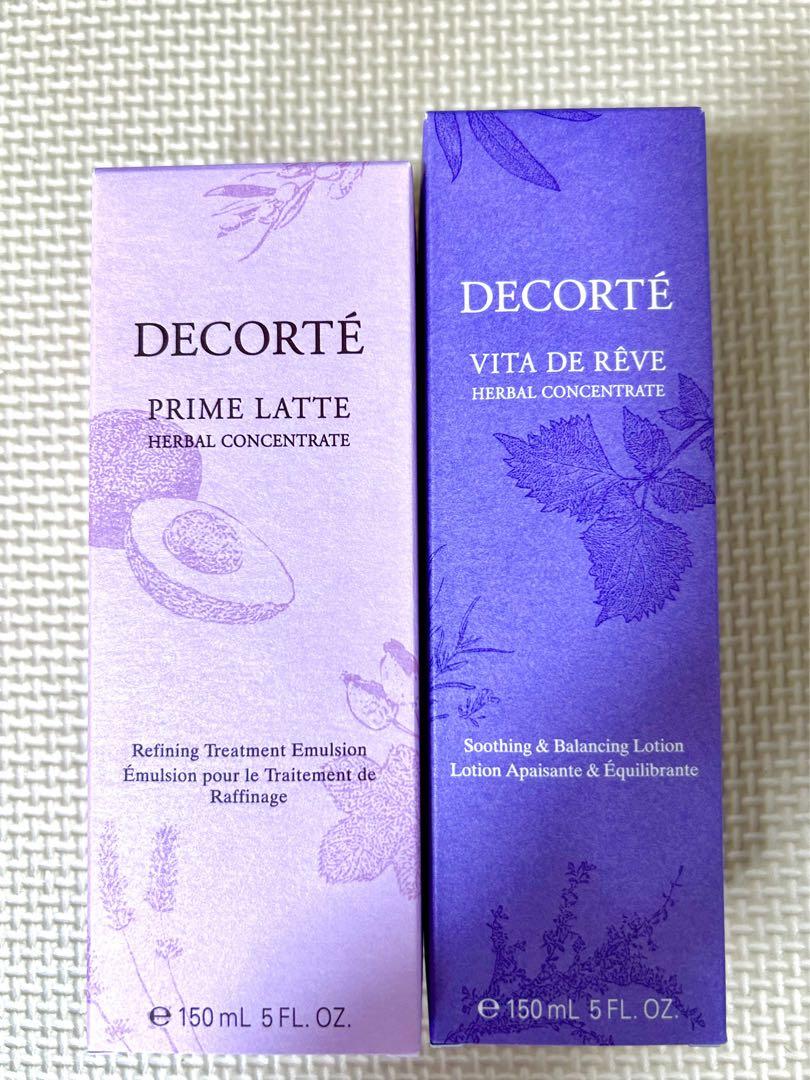 DECORTÉ
PRIME LATTE
HERBAL CONCENTRATE
Refining Treatment Emulsion
Émulsion pour le Traitement de
Raffinage
℮ 150 mL 5 FL. OZ.
DECORTÉ
VITA DE RÊVE
HERBAL CONCENTRATE
Soothing & Balancing Lotion
Lotion Apaisante & Équilibrante
℮ 150 mL 5 FL. OZ.